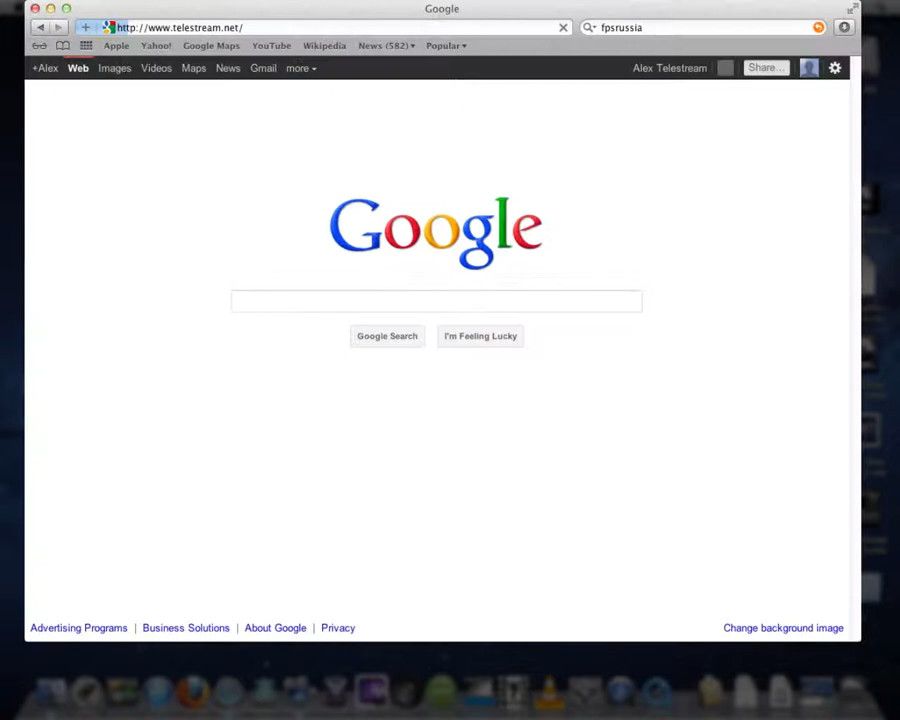 Google
http://www.telestream.net/
fpsrussia
Apple Yahoo! Google Maps YouTube Wikipedia News (582) Popular
+Alex Web Images Videos Maps News Gmail more
Alex Telestream Share...
Google
Google Search I'm Feeling Lucky
Advertising Programs | Business Solutions | About Google | Privacy
Change background image